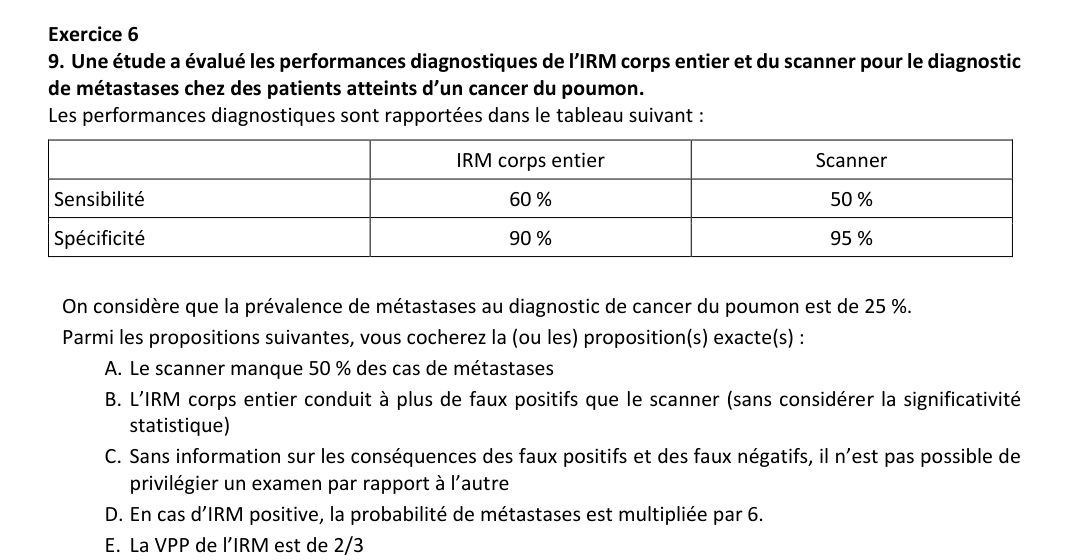 Exercice 6
9. Une étude a évalué les performances diagnostiques de l’IRM corps entier et du scanner pour le diagnostic
de métastases chez des patients atteints d’un cancer du poumon.
Les performances diagnostiques sont rapportées dans le tableau suivant :
IRM corps entier Scanner
Sensibilité 60 % 50 %
Spécificité 90 % 95 %
On considère que la prévalence de métastases au diagnostic de cancer du poumon est de 25 %.
Parmi les propositions suivantes, vous cocherez la (ou les) proposition(s) exacte(s) :
A. Le scanner manque 50 % des cas de métastases
B. L’IRM corps entier conduit à plus de faux positifs que le scanner (sans considérer la significativité
statistique)
C. Sans information sur les conséquences des faux positifs et des faux négatifs, il n’est pas possible de
privilégier un examen par rapport à l’autre
D. En cas d’IRM positive, la probabilité de métastases est multipliée par 6.
E. La VPP de l’IRM est de 2/3